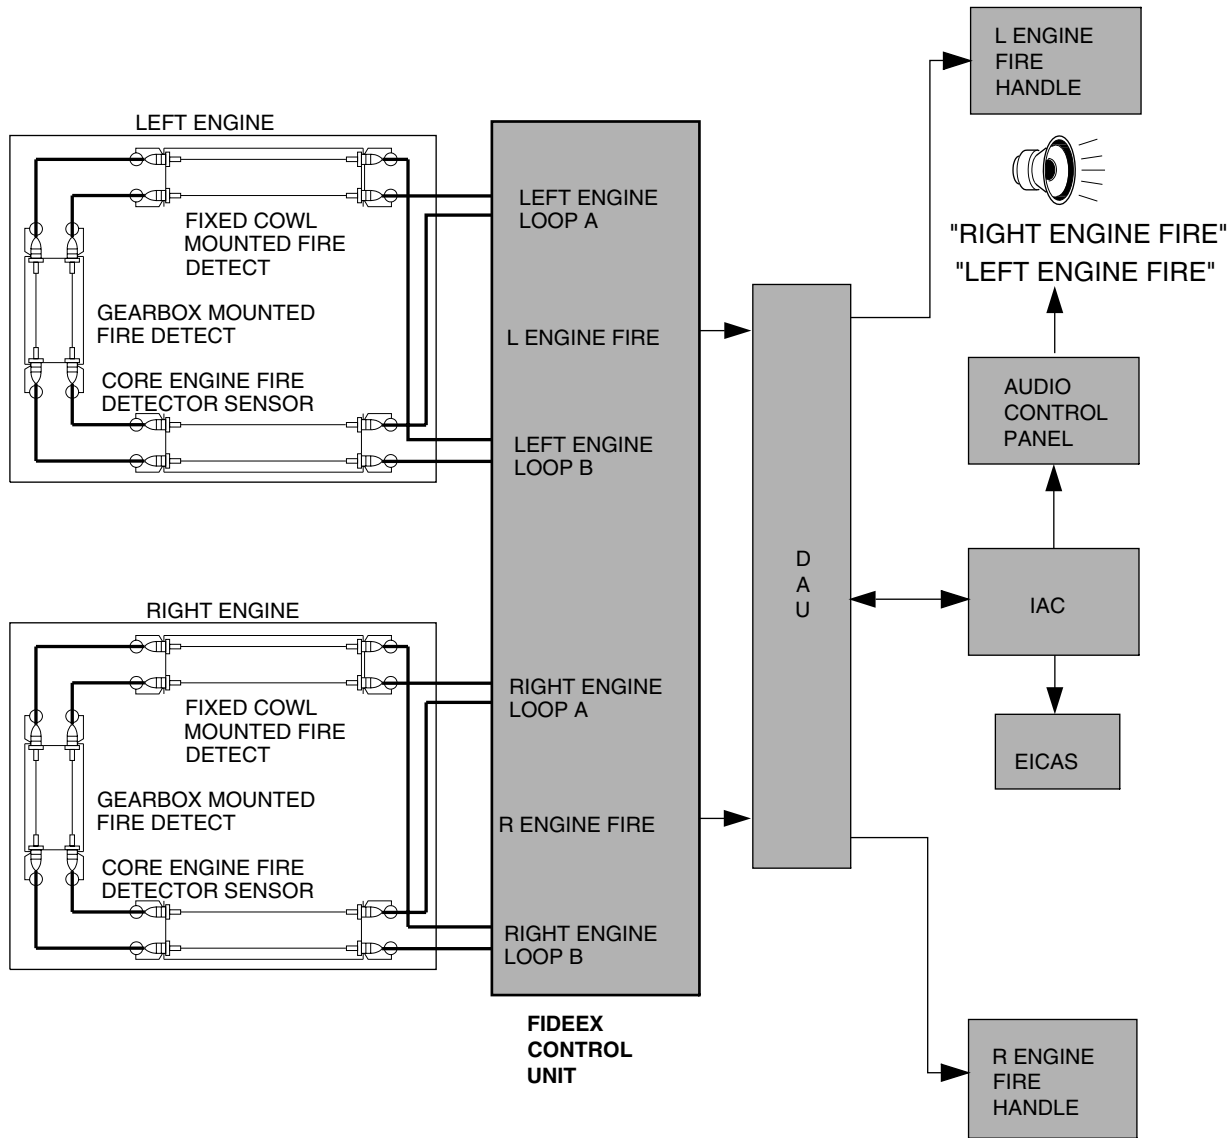 L ENGINE
FIRE
HANDLE
LEFT ENGINE
FIXED COWL
MOUNTED FIRE
DETECT
GEARBOX MOUNTED
FIRE DETECT
CORE ENGINE FIRE
DETECTOR SENSOR
LEFT ENGINE
LOOP A
L ENGINE FIRE
LEFT ENGINE
LOOP B
"RIGHT ENGINE FIRE"
"LEFT ENGINE FIRE"
AUDIO
CONTROL
PANEL
D
A
U
IAC
EICAS
RIGHT ENGINE
FIXED COWL
MOUNTED FIRE
DETECT
GEARBOX MOUNTED
FIRE DETECT
CORE ENGINE FIRE
DETECTOR SENSOR
RIGHT ENGINE
LOOP A
R ENGINE FIRE
RIGHT ENGINE
LOOP B
FIDEEX
CONTROL
UNIT
R ENGINE
FIRE
HANDLE